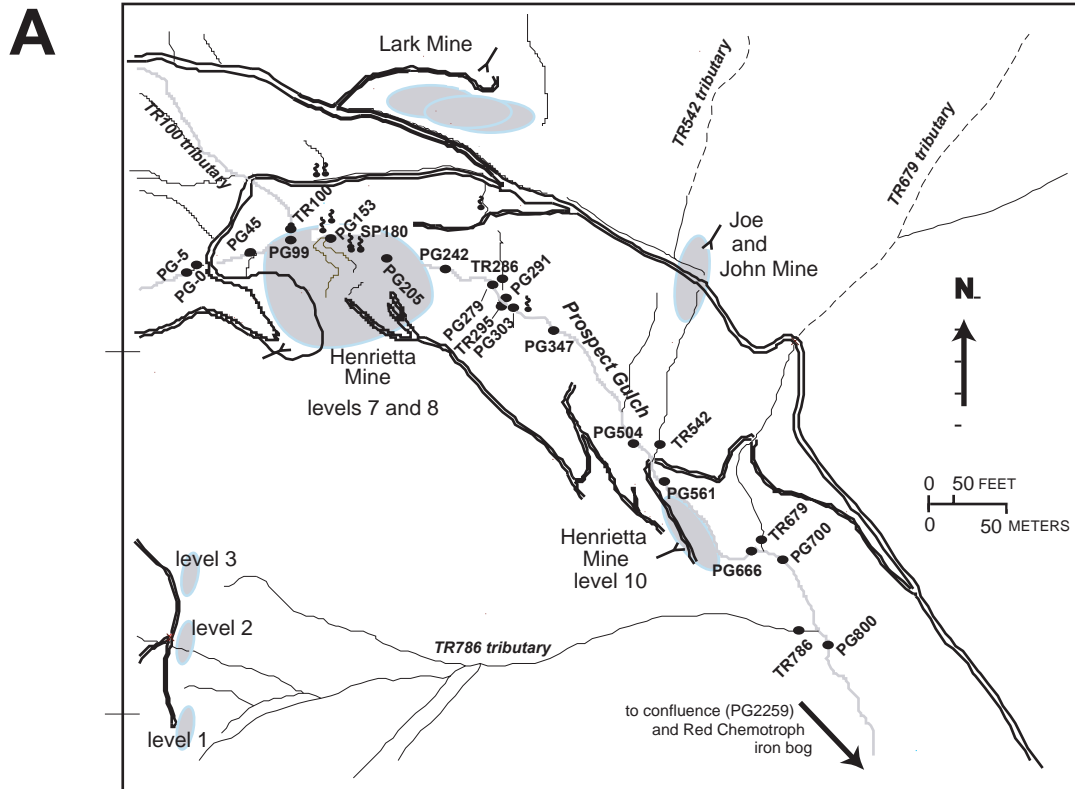 A
Lark Mine
TR542 tributary
TR679 tributary
TR100 tributary
TR100
PG153
SP180
PG45
PG-5
PG-0
PG99
PG205
PG242
TR286
PG291
PG279
TR295
PG303
PG347
Joe
and
John Mine
Henrietta
Mine
levels 7 and 8
Prospect Gulch
N
PG504
TR542
PG561
0 50 FEET
0 50 METERS
Henrietta
Mine
level 10
TR679
PG700
PG666
level 3
level 2
level 1
TR786 tributary
TR786
PG800
to confluence (PG2259)
and Red Chemotroph
iron bog